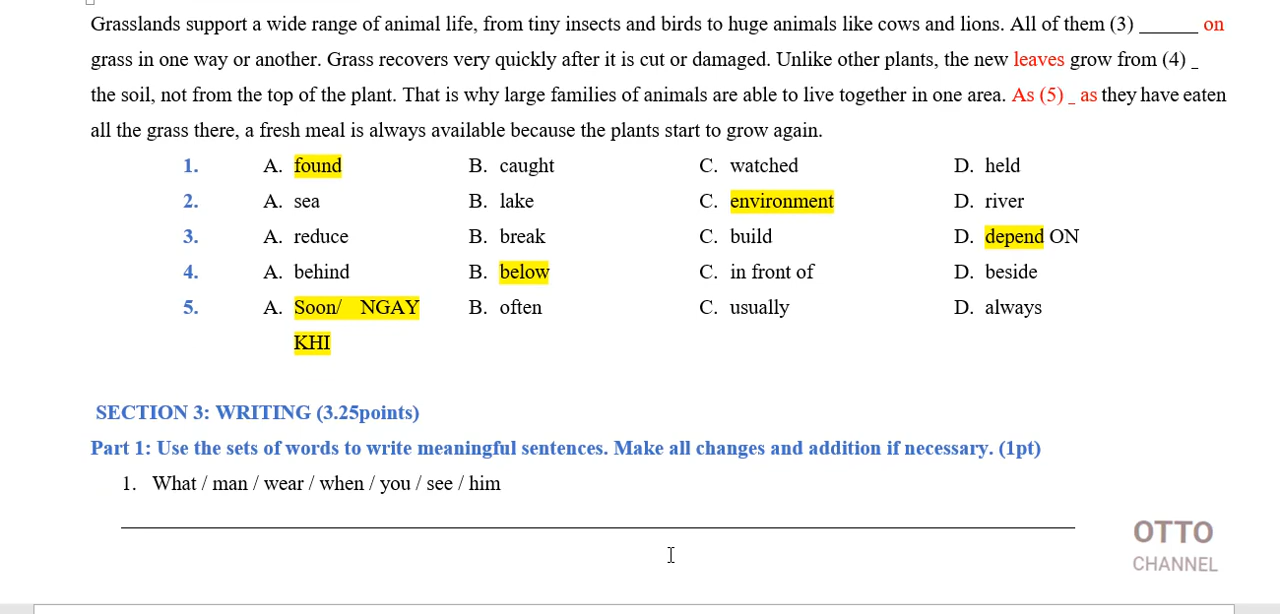 Grasslands support a wide range of animal life, from tiny insects and birds to huge animals like cows and lions. All of them (3) ______ on
grass in one way or another. Grass recovers very quickly after it is cut or damaged. Unlike other plants, the new leaves grow from (4) _
the soil, not from the top of the plant. That is why large families of animals are able to live together in one area. As (5) _ as they have eaten
all the grass there, a fresh meal is always available because the plants start to grow again.
1. A. found B. caught C. watched D. held
2. A. sea B. lake C. environment D. river
3. A. reduce B. break C. build D. depend ON
4. A. behind B. below C. in front of D. beside
5. A. Soon/ NGAY B. often C. usually D. always
KHI
SECTION 3: WRITING (3.25points)
Part 1: Use the sets of words to write meaningful sentences. Make all changes and addition if necessary. (1pt)
1. What / man / wear / when / you / see / him
OTTO
CHANNEL